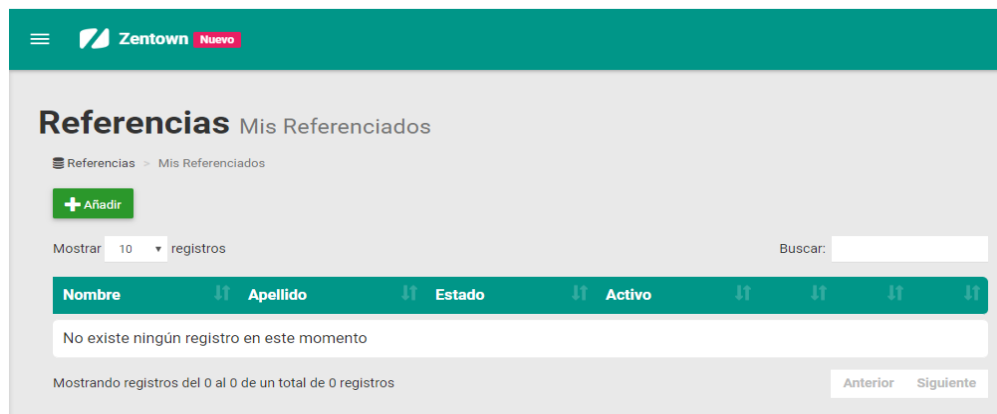 Zentown Nuevo
Referencias Mis Referenciados
Referencias > Mis Referenciados
Añadir
Mostrar 10 registros Buscar:
Nombre Apellido Estado Activo
No existe ningún registro en este momento
Mostrando registros del 0 al 0 de un total de 0 registros Anterior Siguiente